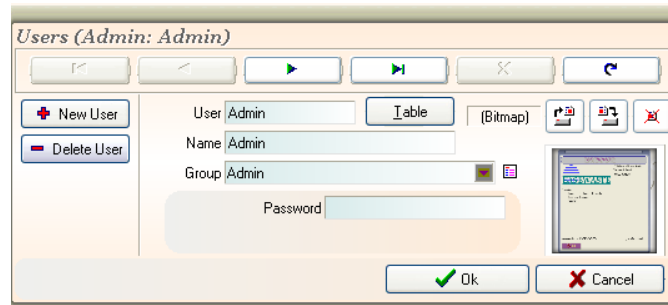 Users (Admin: Admin)
New User
Delete User
User Admin Table (Bitmap)
Name Admin
Group Admin
Password
Ok Cancel